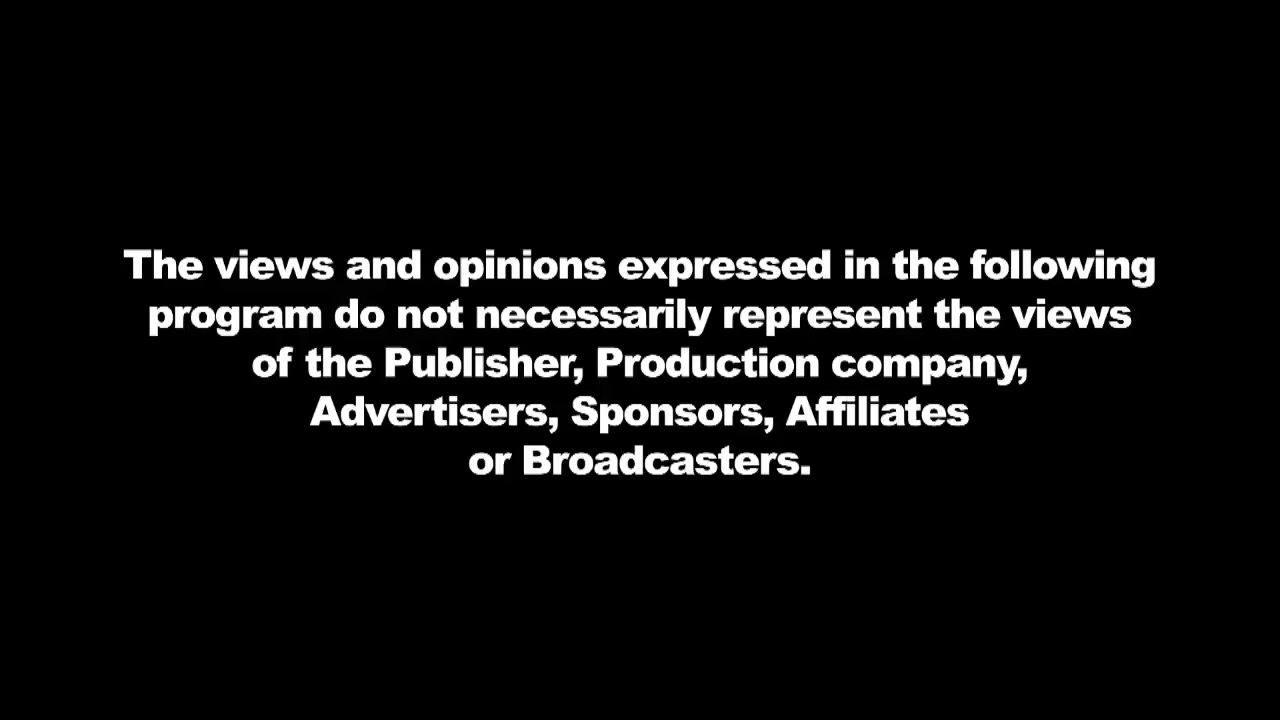 The views and opinions expressed in the following
program do not necessarily represent the views
of the Publisher, Production company,
Advertisers, Sponsors, Affiliates
or Broadcasters.